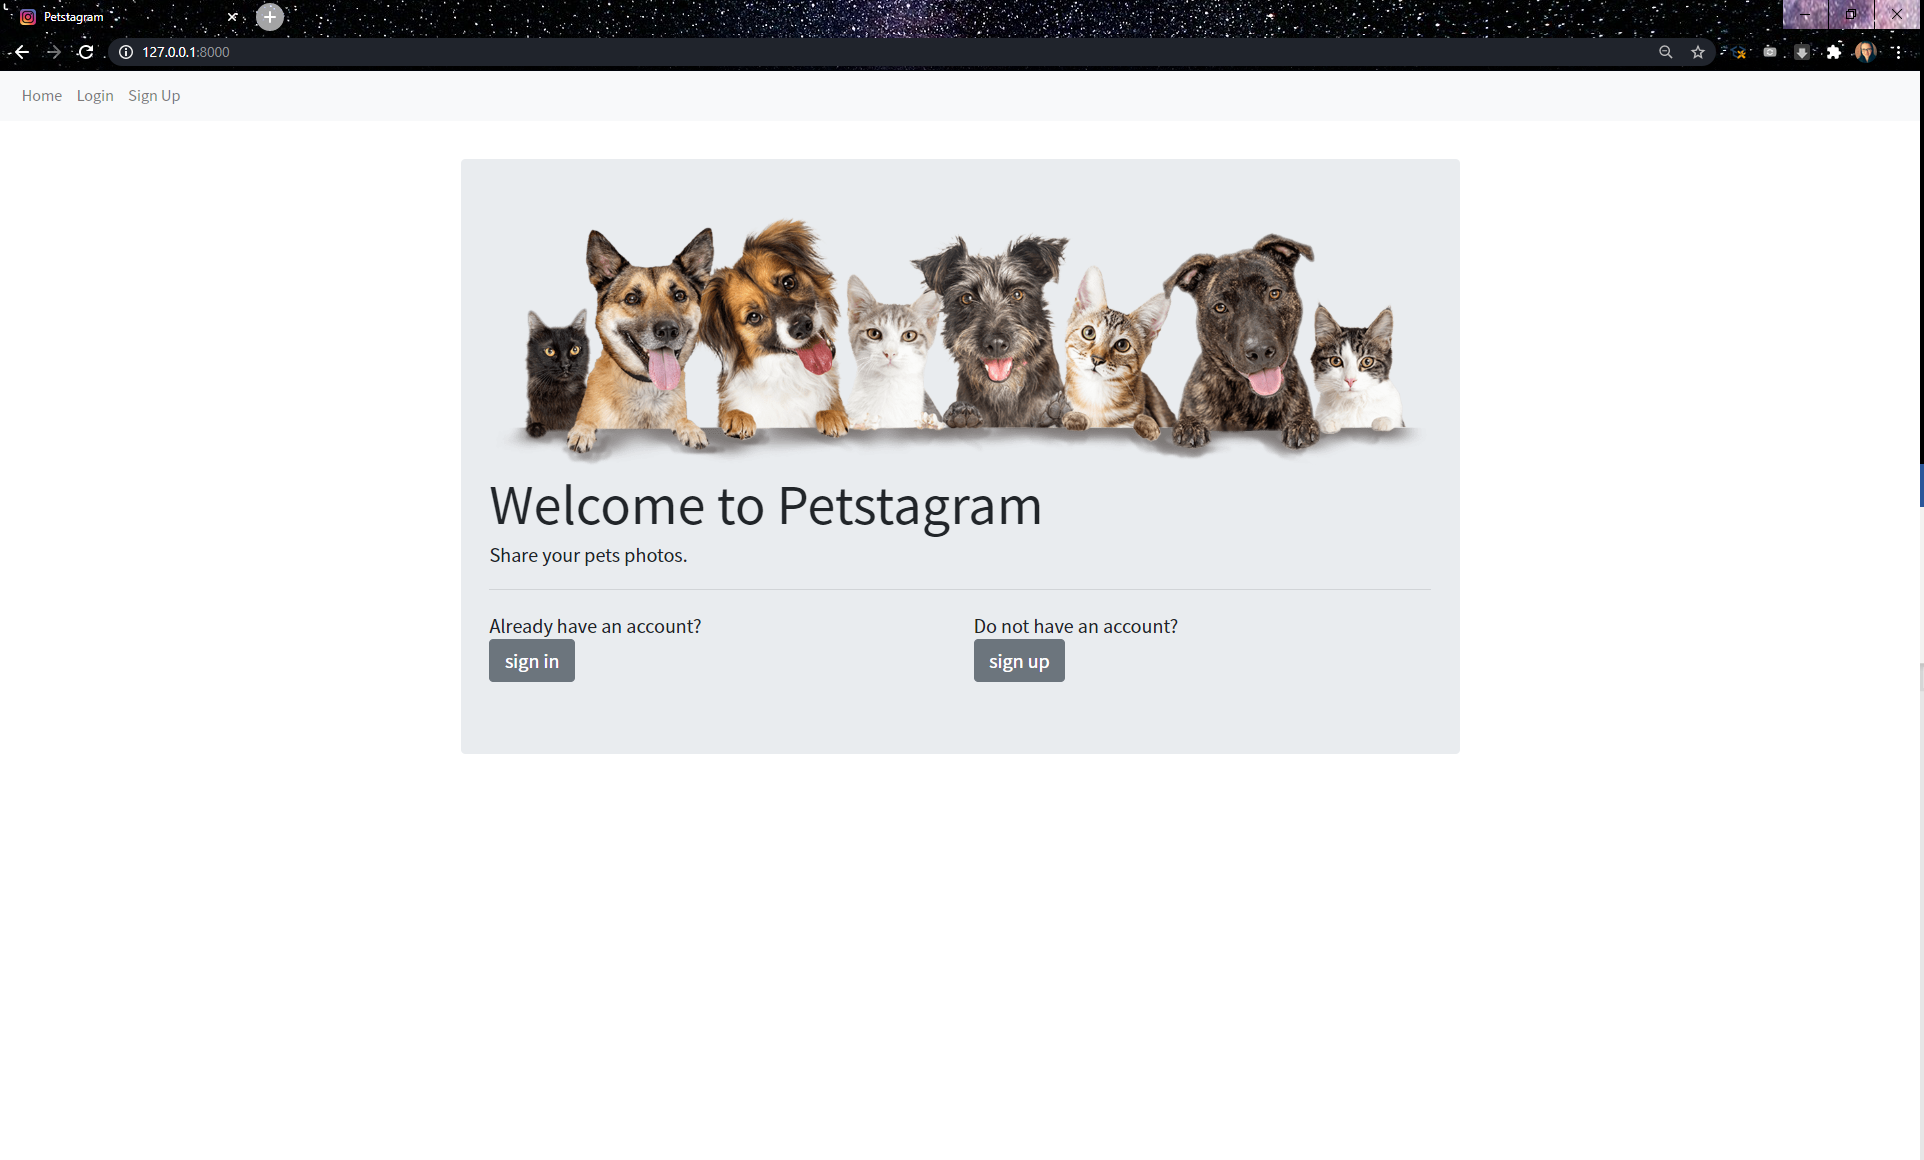 Petstagram
127.0.0.1:8000
Home Login Sign Up
Welcome to Petstagram
Share your pets photos.
Already have an account? Do not have an account?
sign in sign up